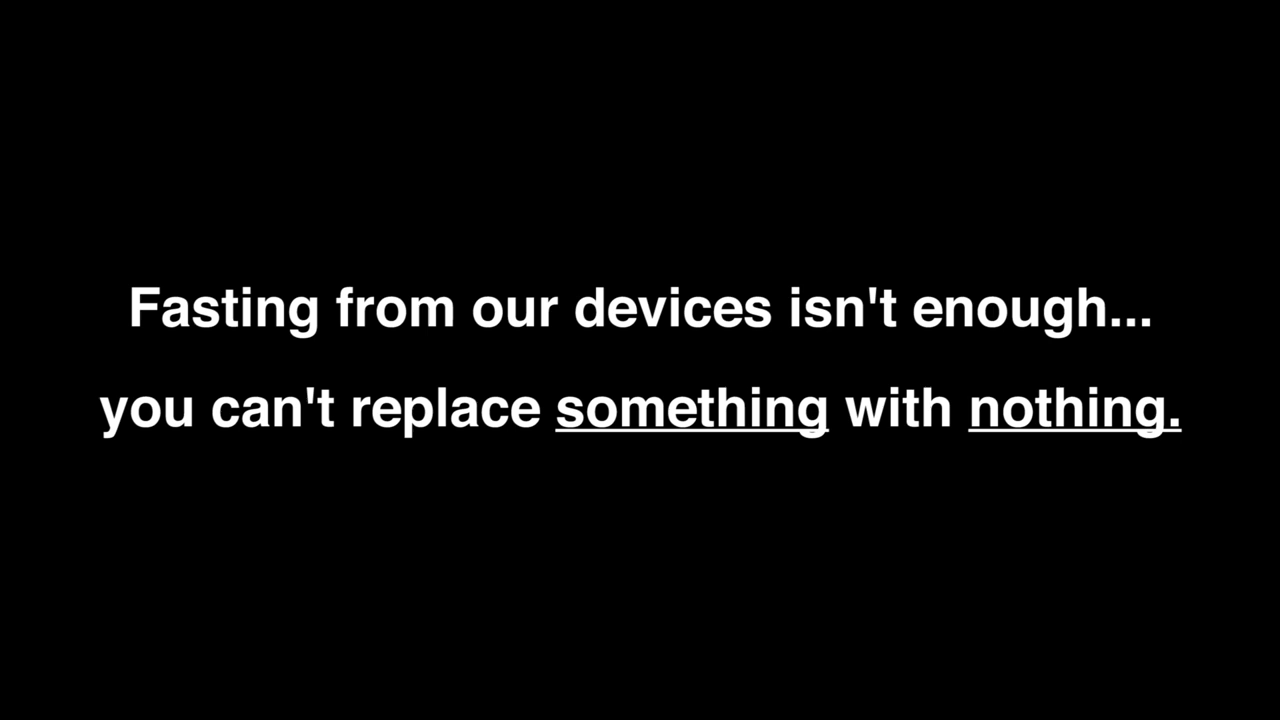 Fasting from our devices isn't enough...
you can't replace something with nothing.